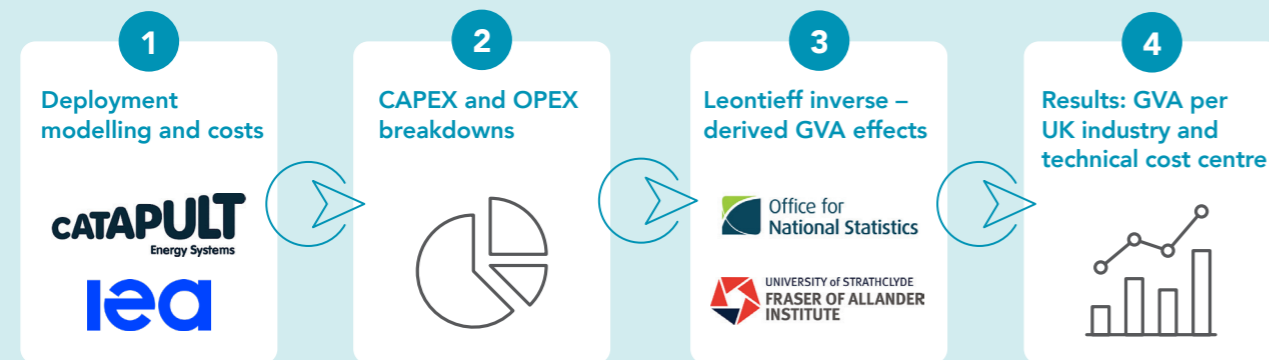 1
Deployment
modelling and costs
CATAPULT
Energy Systems
iea
2
CAPEX and OPEX
breakdowns
3
Leontieff inverse –
derived GVA effects
Office for
National Statistics
UNIVERSITY of STRATHCLYDE
FRASER OF ALLANDER
INSTITUTE
4
Results: GVA per
UK industry and
technical cost centre